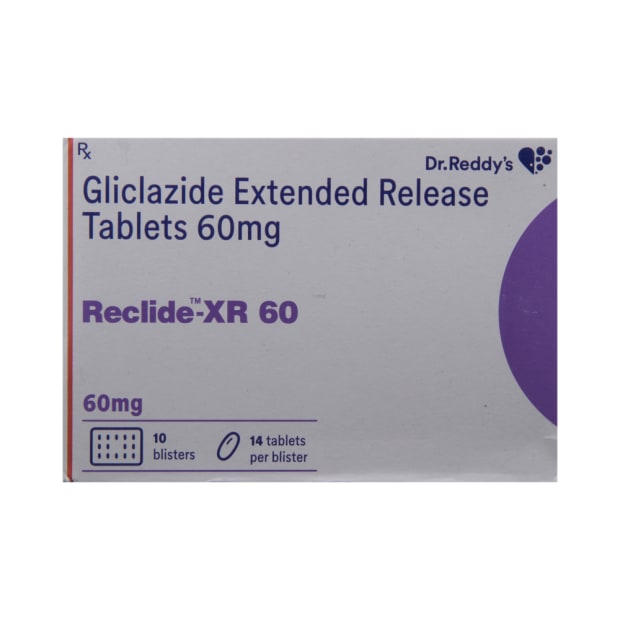 Rx
Dr.Reddy's
Gliclazide Extended Release
Tablets 60mg
Reclide™-XR 60
60mg
10
blisters
14 tablets
per blister